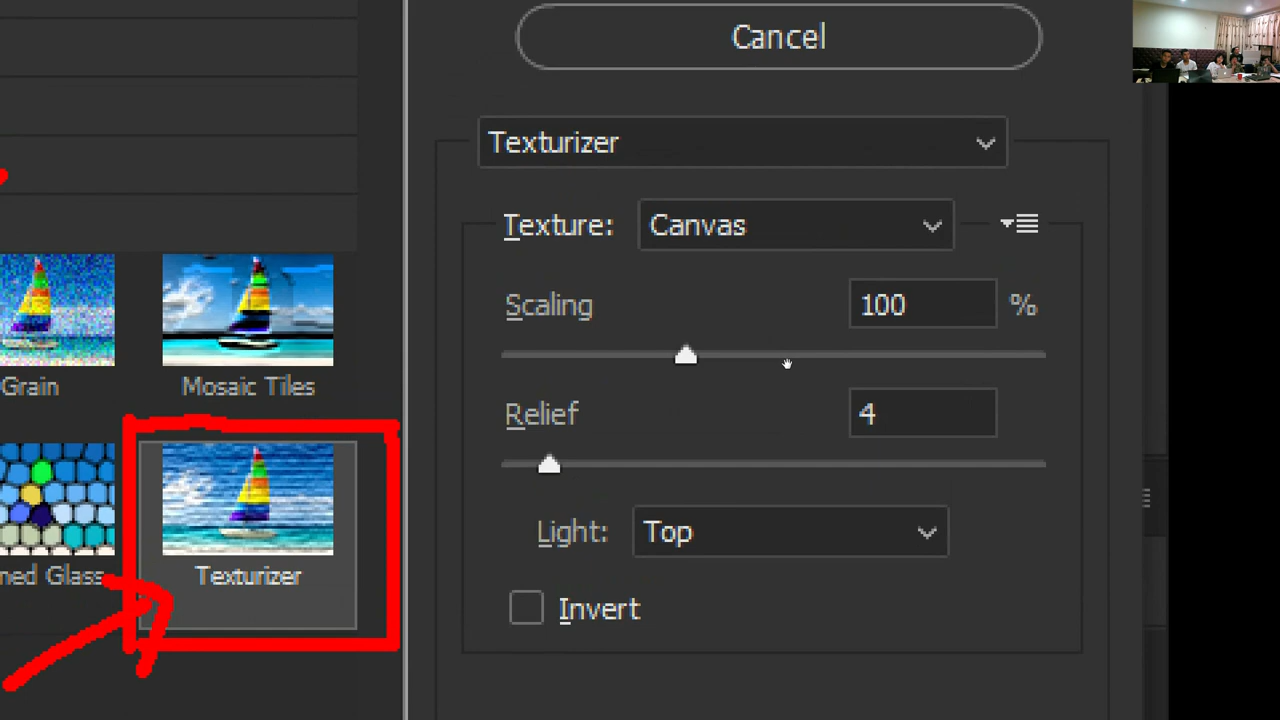 Cancel
Texturizer
Texture: Canvas
Scaling 100 %
Relief 4
Light: Top
Invert
Grain Mosaic Tiles
ned Glass Texturizer